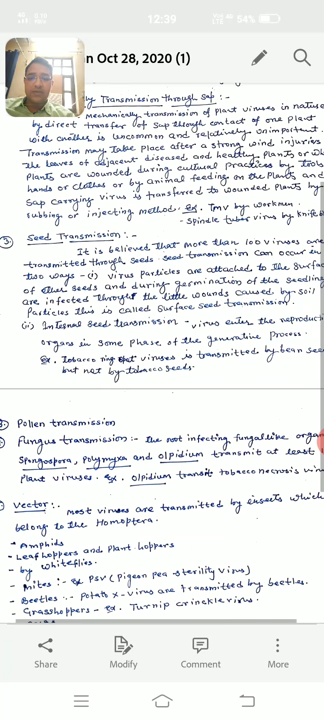 12:39
54%
n Oct 28, 2020 (1)
by Transmission through Sap :-
Mechanically, transmission of plant viruses in nature
by direct transfer of sap through contact of one plant
with another is uncommon and relatively unimportant.
Transmission may take place after a strong wind injuries
the leaves of adjacent diseased and healthy plants or wh
plants are wounded during cultural practices by tools
hands or clothes or by animal feeding on the plants and
Sap carrying virus is transferred to wounded plants by
rubbing or injecting method. ex. TMV by workmen.
- Spindle tuber virus by knife b
③ Seed Transmission :-
It is believed that more than 100 viruses are
transmitted through seeds. Seed transmission can occur in
two ways - (i) virus particles are attached to the surface
of the seeds and during germination of the seedling
are infected through the little wounds caused by soil
particles this is called surface seed transmission.
(ii) Internal Seed transmission - virus enter the reproducti
organs in some phase of the generative process.
ex. tobacco ring viruses is transmitted by bean see
but not by tobacco seeds.
Pollen transmission
Fungus transmission :- the root infecting fungal like organ
Spongospora, Polymyxa and olpidium transmit at least
plant viruses. ex. olpidium transit tobacco necrosis viru
Vector :- Most viruses are transmitted by insects which
belong to the Homoptera.
- Amphids
- Leafhoppers and Plant hoppers
- by whiteflies.
- Mites :- ex PSV (Pigeon pea-sterility virus)
- Beetles :- Potato x-virus are transmitted by beetles.
- Grasshoppers - ex. Turnip crinckle virus.
Share
Modify
Comment
More